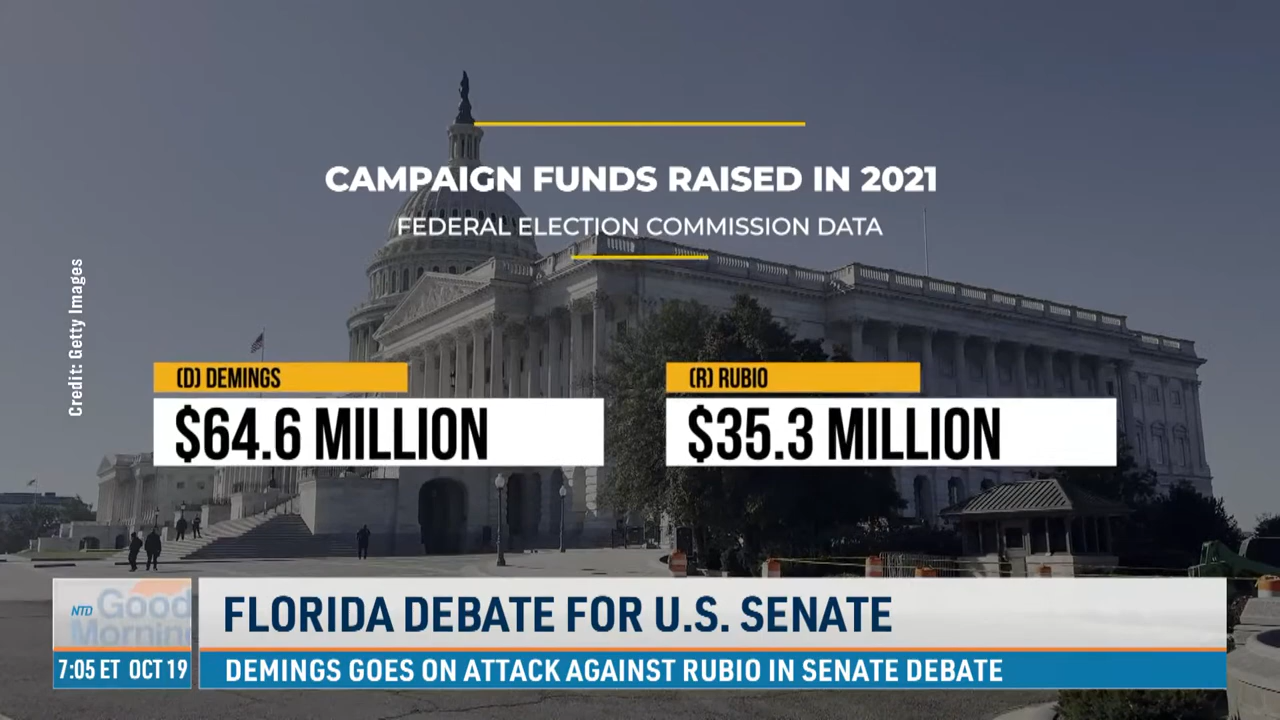 CAMPAIGN FUNDS RAISED IN 2021
FEDERAL ELECTION COMMISSION DATA
Credit: Getty Images
(D) DEMINGS
$64.6 MILLION
(R) RUBIO
$35.3 MILLION
NTD Good
Morning
FLORIDA DEBATE FOR U.S. SENATE
7:05 ET OCT 19
DEMINGS GOES ON ATTACK AGAINST RUBIO IN SENATE DEBATE